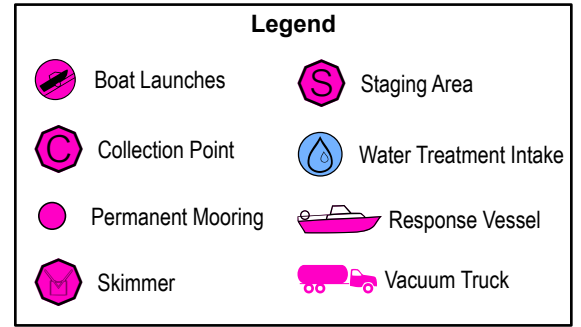 Legend
Boat Launches
S Staging Area
C Collection Point
Water Treatment Intake
Permanent Mooring
Response Vessel
Skimmer
Vacuum Truck